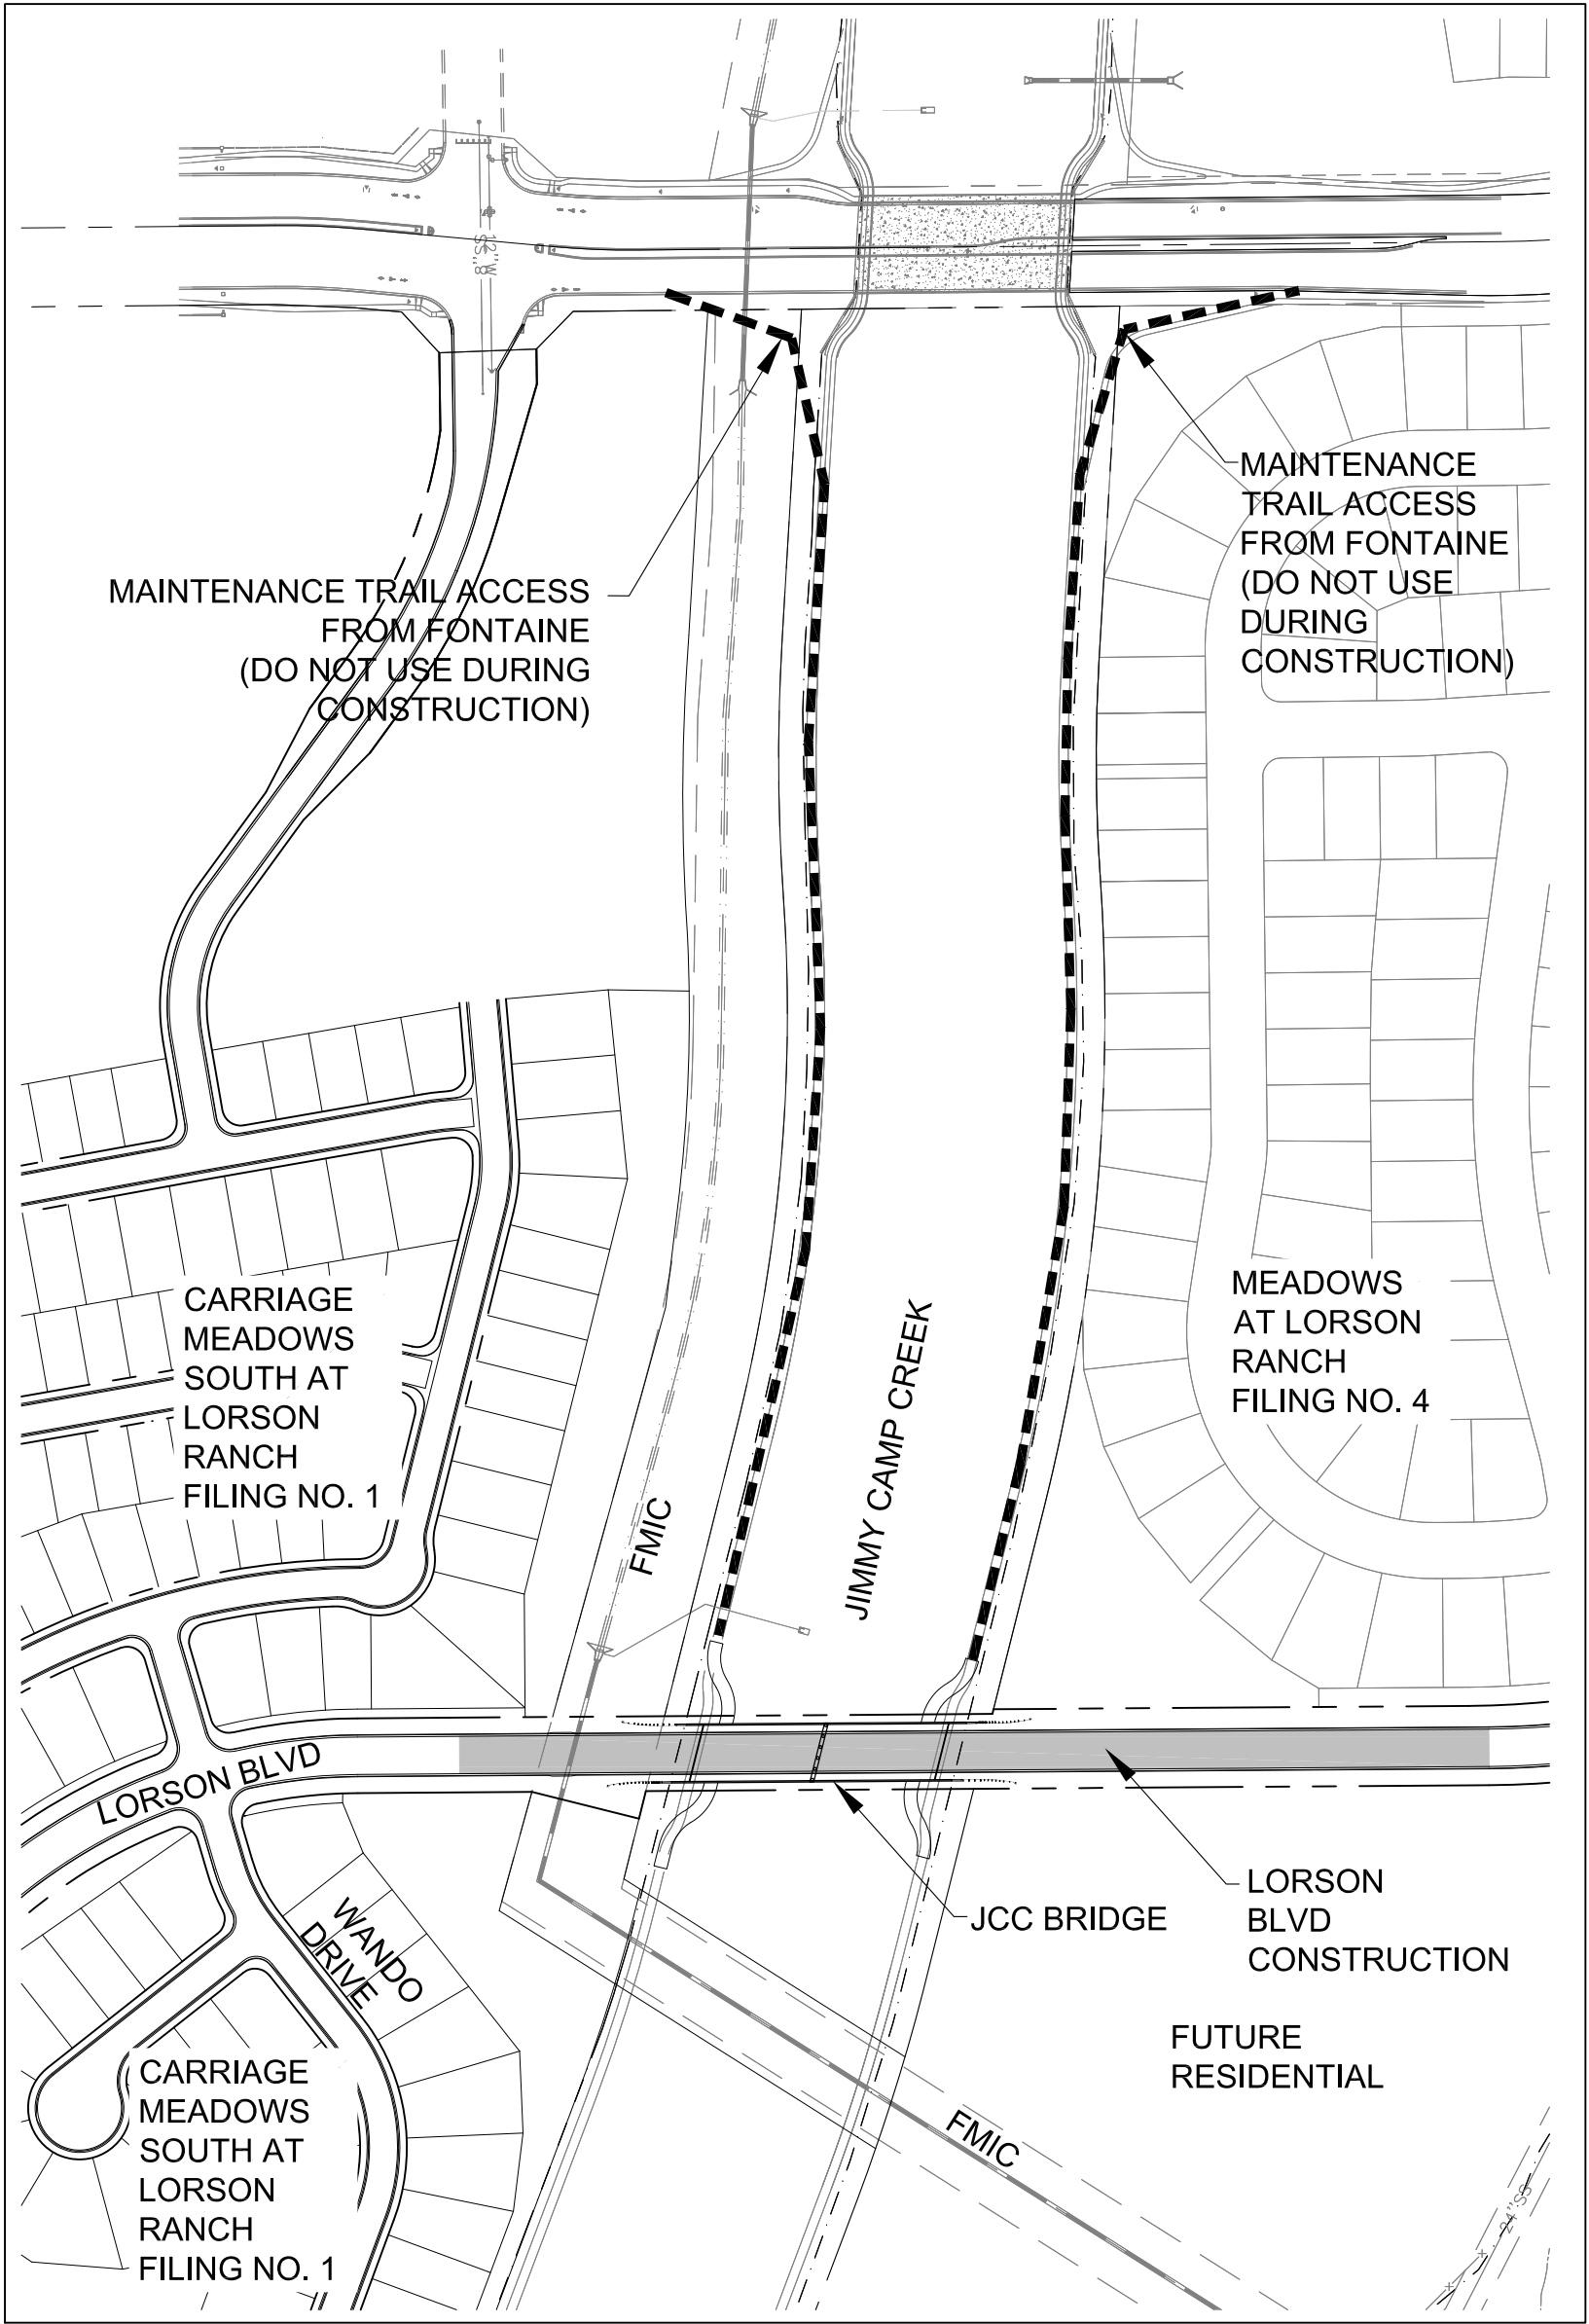 12" W
8" SS
MAINTENANCE
TRAIL ACCESS
FROM FONTAINE
(DO NOT USE
DURING
CONSTRUCTION)
MAINTENANCE TRAIL ACCESS
FROM FONTAINE
(DO NOT USE DURING
CONSTRUCTION)
CARRIAGE
MEADOWS
SOUTH AT
LORSON
RANCH
FILING NO. 1
MEADOWS
AT LORSON
RANCH
FILING NO. 4
JIMMY CAMP CREEK
FMIC
LORSON BLVD
JCC BRIDGE
LORSON
BLVD
CONSTRUCTION
WANDO
DRIVE
FUTURE
RESIDENTIAL
CARRIAGE
MEADOWS
SOUTH AT
LORSON
RANCH
FILING NO. 1
FMIC
24" SS